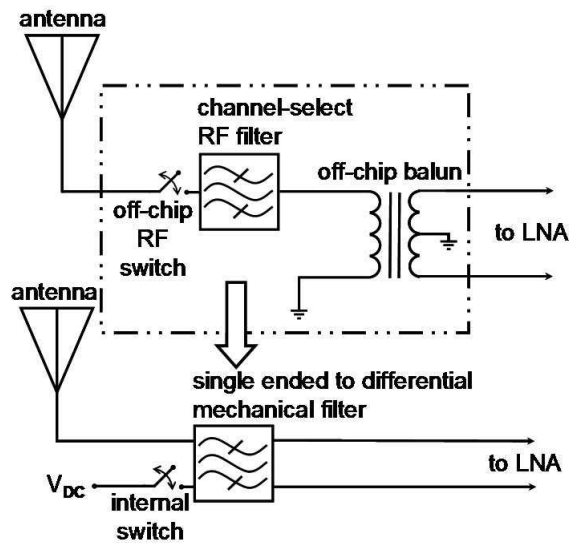 antenna
channel-select
RF filter
off-chip balun
off-chip
RF
switch
to LNA
antenna
single ended to differential
mechanical filter
to LNA
VDC
internal
switch